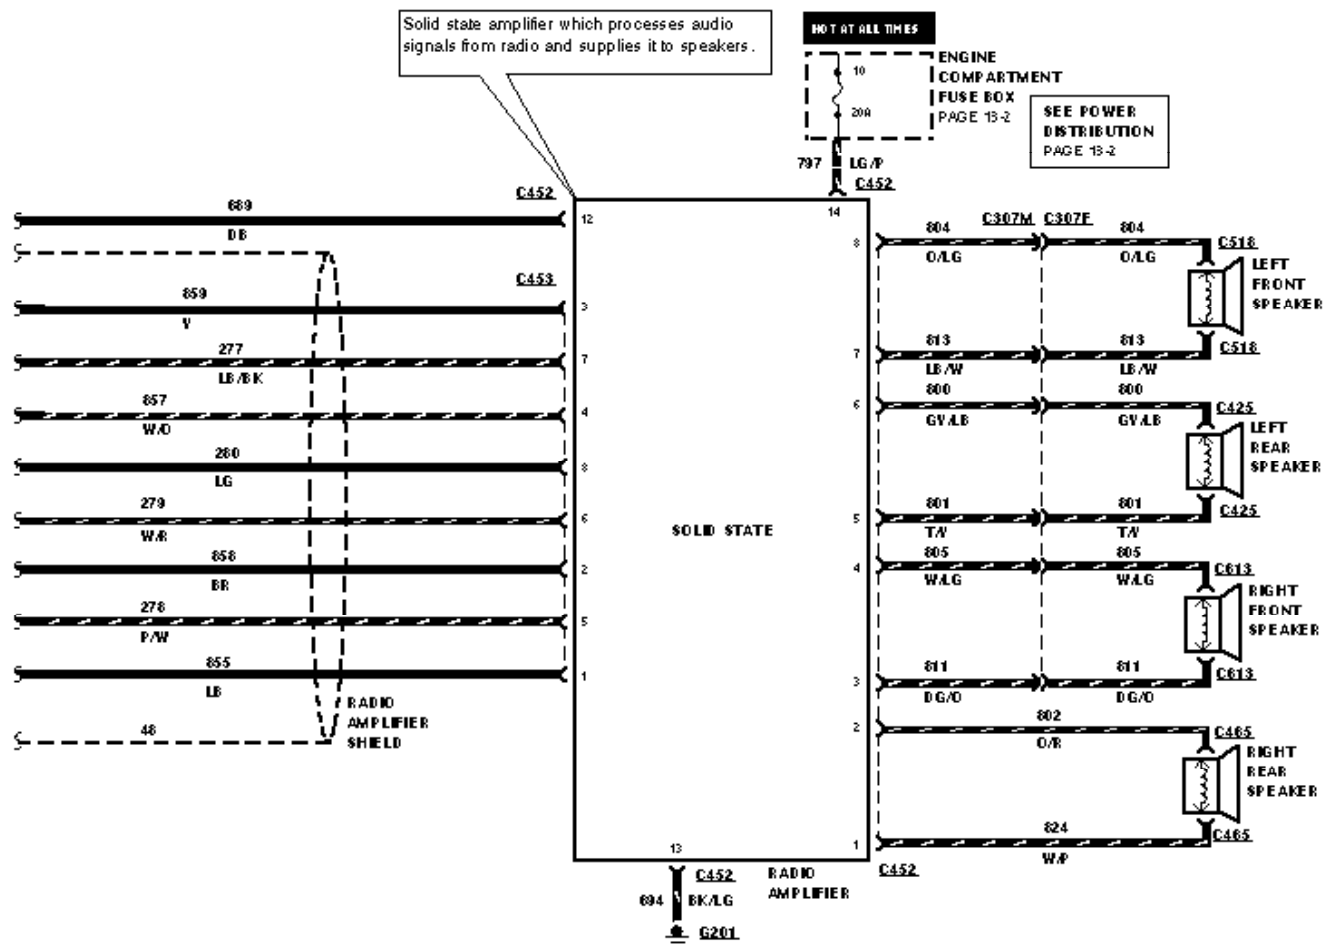 Solid state amplifier which processes audio
signals from radio and supplies it to speakers.
HOT AT ALL TIMES
10
20A
ENGINE
COMPARTMENT
FUSE BOX
PAGE 13-2
SEE POWER
DISTRIBUTION
PAGE 13-2
797 LG/P
C452
14
C452
689
DB
12
C453
859
V
3
277
LB/BK
7
857
W/O
4
280
LG
8
279
W/R
6
858
BR
2
278
P/W
5
855
LB
1
RADIO
AMPLIFIER
SHIELD
48
SOLID STATE
C307M C307F
8
804 804
O/LG O/LG
C518
LEFT
FRONT
SPEAKER
7
813 813
LB/W LB/W
C518
6
800 800
GY/LB GY/LB
C425
LEFT
REAR
SPEAKER
5
801 801
T/Y T/Y
C425
4
805 805
W/LG W/LG
C613
RIGHT
FRONT
SPEAKER
3
811 811
DG/O DG/O
C613
2
802
O/R
C465
RIGHT
REAR
SPEAKER
1
824
W/P
C465
C452
13
C452
RADIO
AMPLIFIER
694 BK/LG
G201